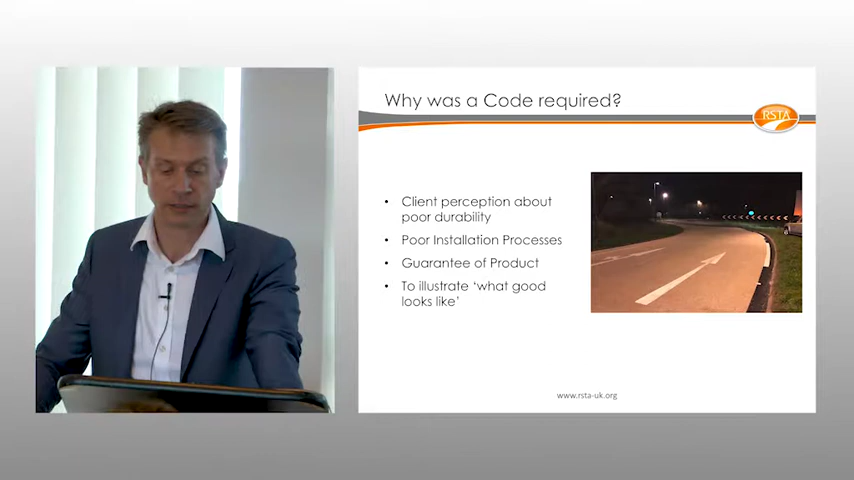 Why was a Code required?
RSTA
• Client perception about
poor durability
• Poor Installation Processes
• Guarantee of Product
• To illustrate ‘what good
looks like’
www.rsta-uk.org